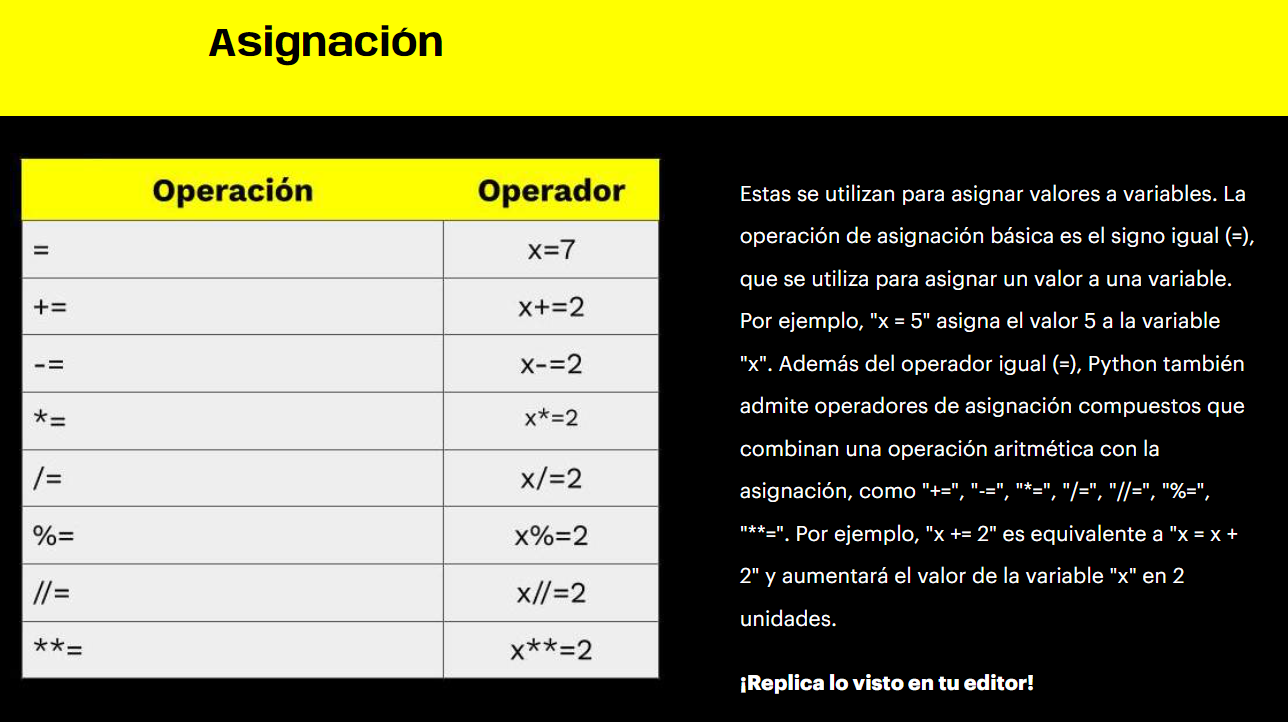 Asignación
Operación Operador
= x=7
+= x+=2
-= x-=2
*= x*=2
/= x/=2
%= x%=2
//= x//=2
**= x**=2
Estas se utilizan para asignar valores a variables. La
operación de asignación básica es el signo igual (=),
que se utiliza para asignar un valor a una variable.
Por ejemplo, "x = 5" asigna el valor 5 a la variable
"x". Además del operador igual (=), Python también
admite operadores de asignación compuestos que
combinan una operación aritmética con la
asignación, como "+=", "-=", "*=", "/=", "//=", "%=",
"**=". Por ejemplo, "x += 2" es equivalente a "x = x +
2" y aumentará el valor de la variable "x" en 2
unidades.
¡Replica lo visto en tu editor!